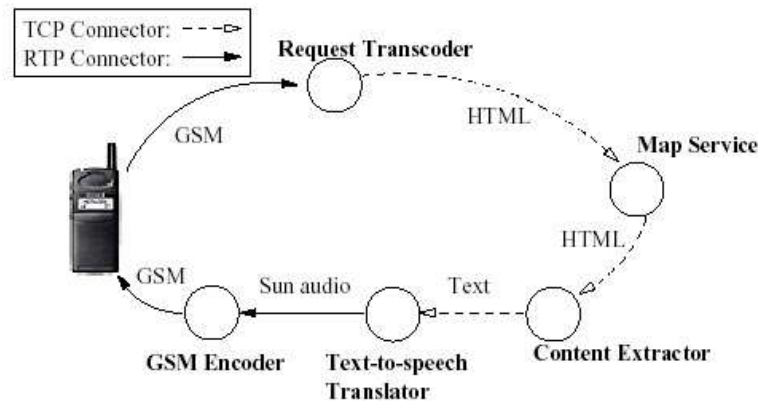 TCP Connector:
RTP Connector:
Request Transcoder
GSM
HTML
Map Service
HTML
GSM
Sun audio
Text
GSM Encoder
Text-to-speech
Translator
Content Extractor